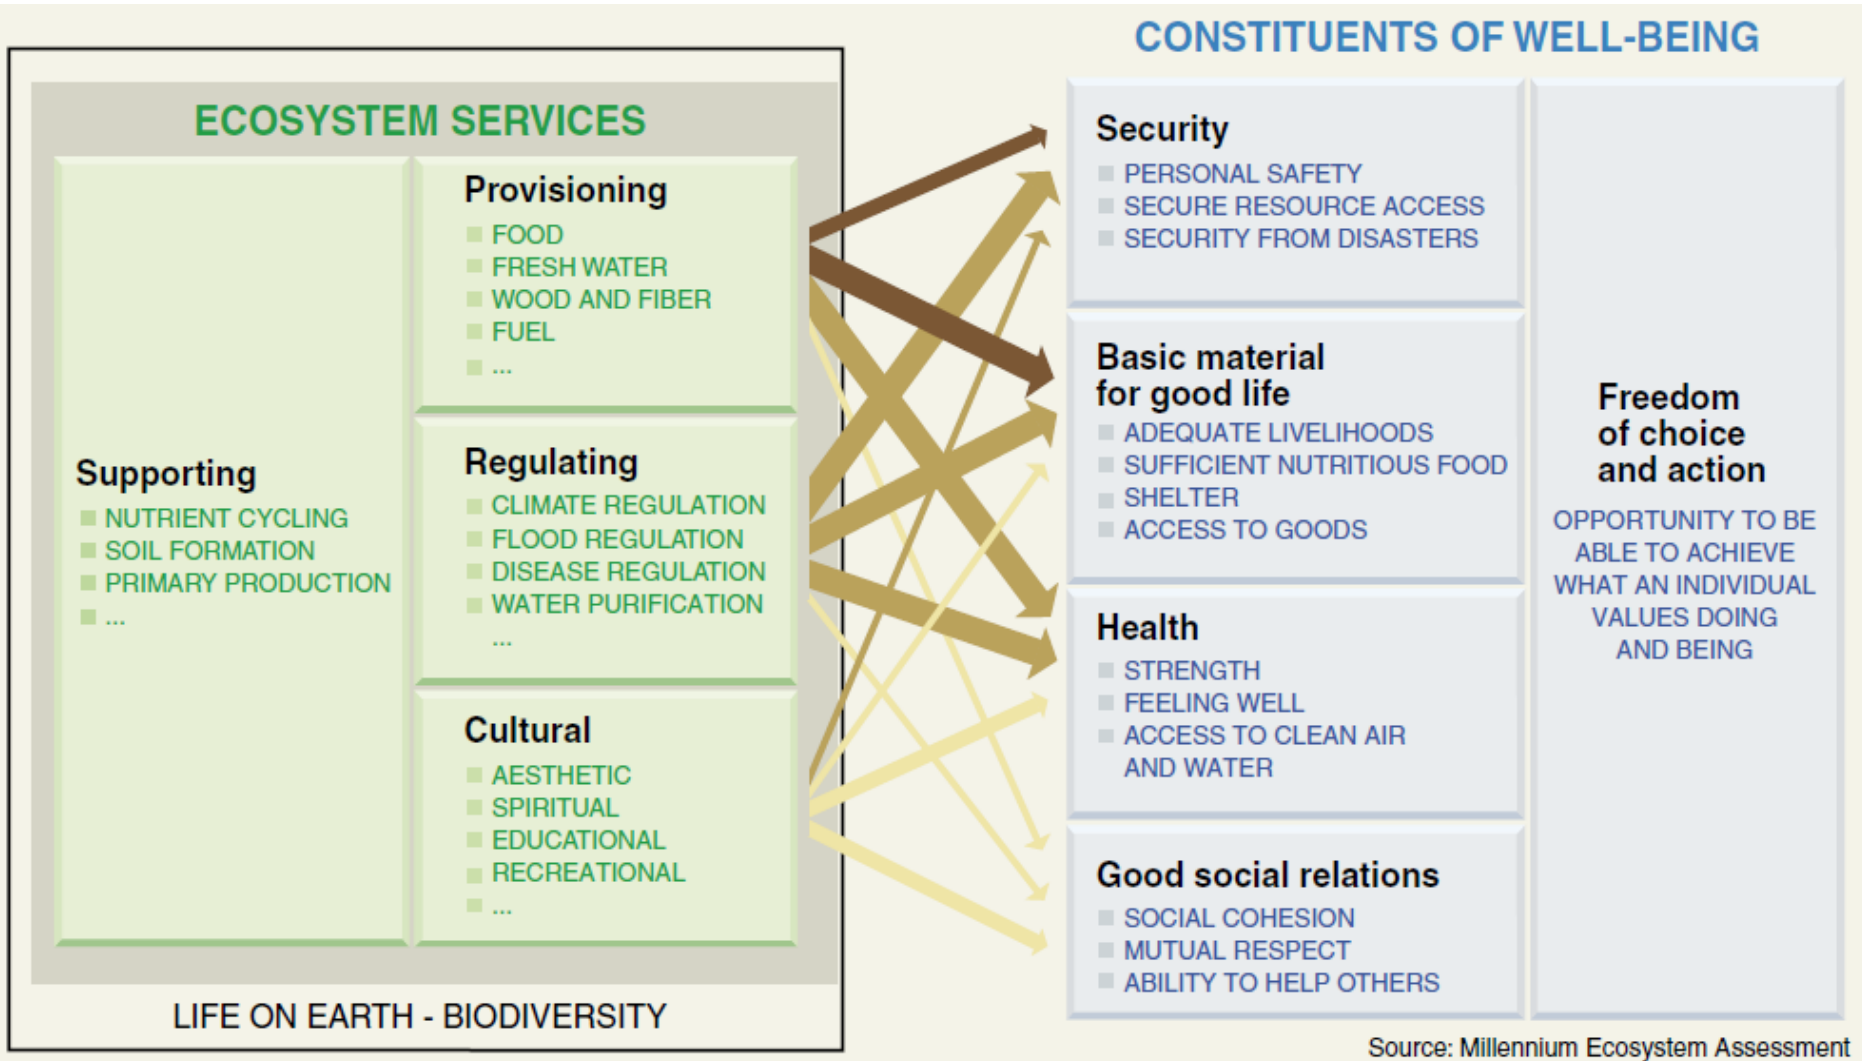 CONSTITUENTS OF WELL-BEING
ECOSYSTEM SERVICES
Supporting
NUTRIENT CYCLING
SOIL FORMATION
PRIMARY PRODUCTION
...
Provisioning
FOOD
FRESH WATER
WOOD AND FIBER
FUEL
...
Regulating
CLIMATE REGULATION
FLOOD REGULATION
DISEASE REGULATION
WATER PURIFICATION
...
Cultural
AESTHETIC
SPIRITUAL
EDUCATIONAL
RECREATIONAL
...
LIFE ON EARTH - BIODIVERSITY
Security
PERSONAL SAFETY
SECURE RESOURCE ACCESS
SECURITY FROM DISASTERS
Basic material
for good life
ADEQUATE LIVELIHOODS
SUFFICIENT NUTRITIOUS FOOD
SHELTER
ACCESS TO GOODS
Health
STRENGTH
FEELING WELL
ACCESS TO CLEAN AIR
AND WATER
Good social relations
SOCIAL COHESION
MUTUAL RESPECT
ABILITY TO HELP OTHERS
Freedom
of choice
and action
OPPORTUNITY TO BE
ABLE TO ACHIEVE
WHAT AN INDIVIDUAL
VALUES DOING
AND BEING
Source: Millennium Ecosystem Assessment